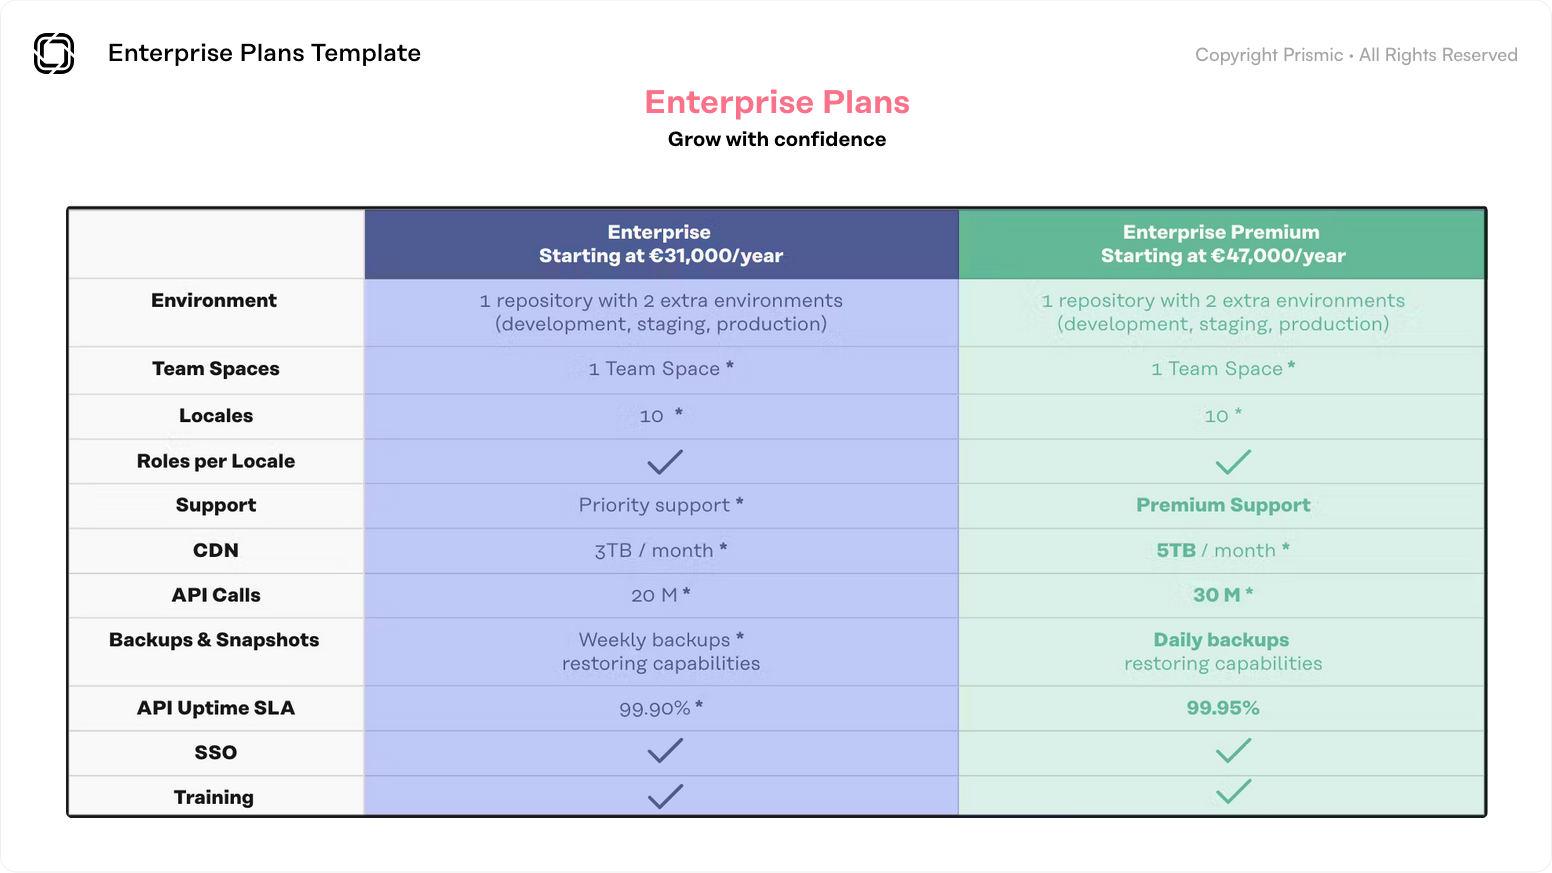 Enterprise Plans Template
Copyright Prismic • All Rights Reserved
Enterprise Plans
Grow with confidence
Enterprise
Starting at €31,000/year
Enterprise Premium
Starting at €47,000/year
Environment
1 repository with 2 extra environments
(development, staging, production)
1 repository with 2 extra environments
(development, staging, production)
Team Spaces
1 Team Space *
1 Team Space *
Locales
10 *
10 *
Roles per Locale
Support
Priority support *
Premium Support
CDN
3TB / month *
5TB / month *
API Calls
20 M *
30 M *
Backups & Snapshots
Weekly backups *
restoring capabilities
Daily backups
restoring capabilities
API Uptime SLA
99.90% *
99.95%
SSO
Training